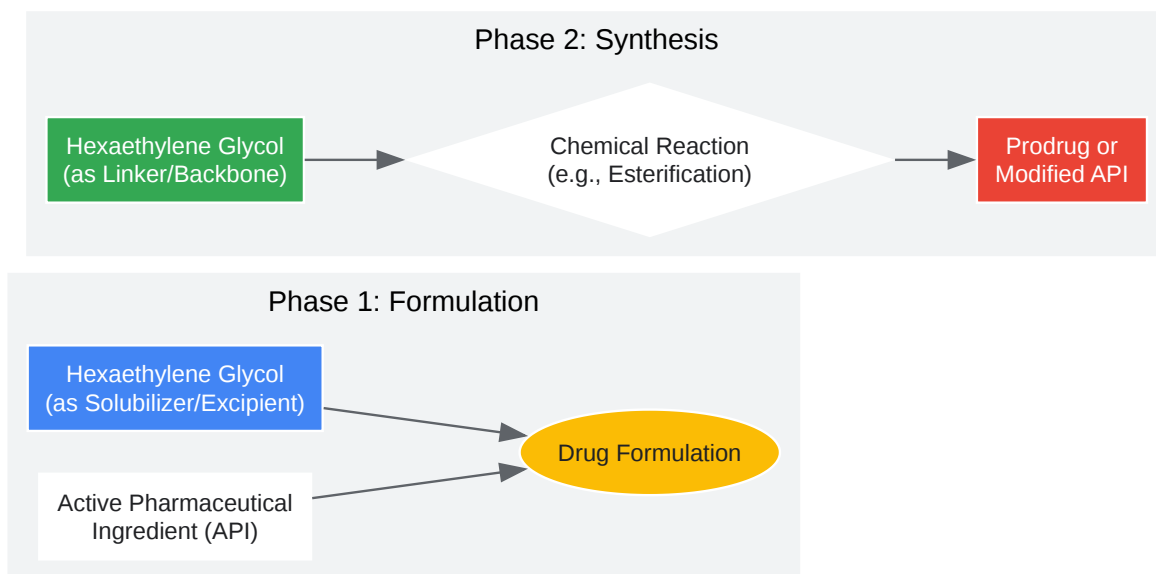 Phase 2: Synthesis
Hexaethylene Glycol
(as Linker/Backbone)
Chemical Reaction
(e.g., Esterification)
Prodrug or
Modified API
Phase 1: Formulation
Hexaethylene Glycol
(as Solubilizer/Excipient)
Drug Formulation
Active Pharmaceutical
Ingredient (API)